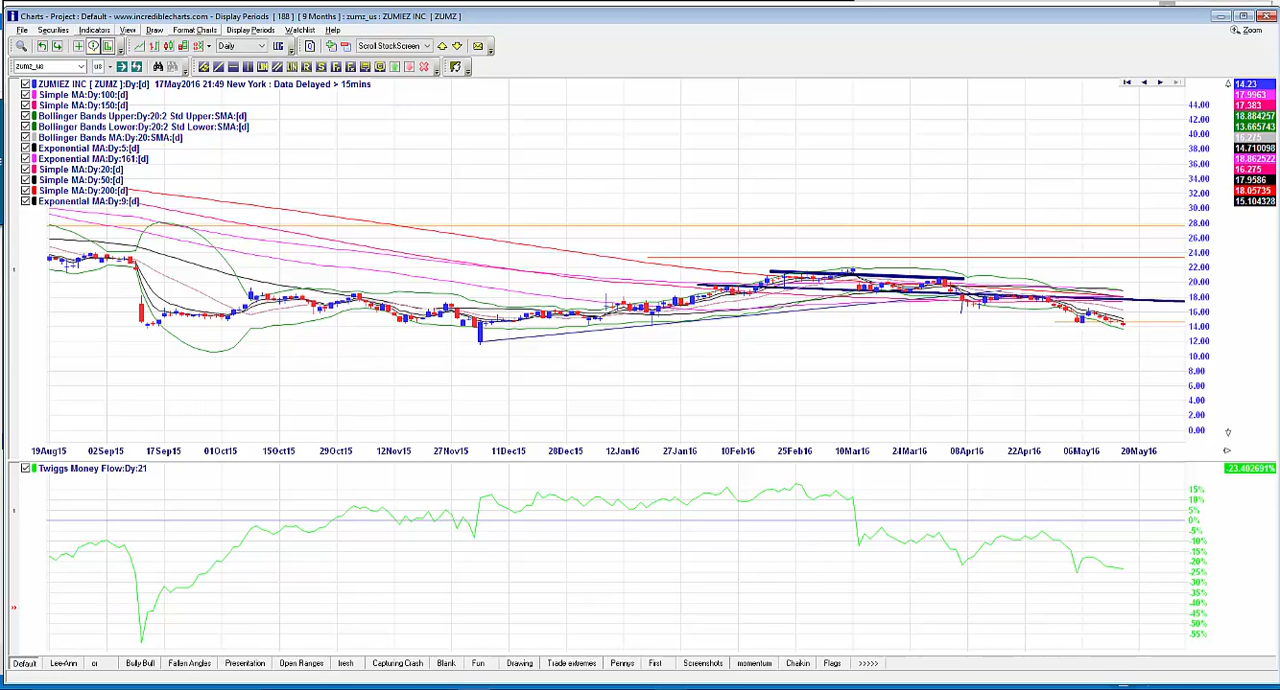 Charts - Project : Default - www.incrediblecharts.com - Display Periods [ 188 ] [ 9 Months ] : zumz_us : ZUMIEZ INC [ ZUMZ ]
File Securities Indicators View Draw Format Charts Display Periods Watchlist Help
Zoom
Daily Scroll StockScreen
zumz_us us
ZUMIEZ INC [ ZUMZ ]:Dy:[d] 17May2016 21:49 New York : Data Delayed > 15mins
Simple MA:Dy:100:[d]
Simple MA:Dy:150:[d]
Bollinger Bands Upper:Dy:20:2 Std Upper:SMA:[d]
Bollinger Bands Lower:Dy:20:2 Std Lower:SMA:[d]
Bollinger Bands MA:Dy:20:SMA:[d]
Exponential MA:Dy:5:[d]
Exponential MA:Dy:161:[d]
Simple MA:Dy:20:[d]
Simple MA:Dy:50:[d]
Simple MA:Dy:200:[d]
Exponential MA:Dy:9:[d]
14.23
17.9963
17.383
18.884257
13.665743
16.275
14.710098
18.862522
16.275
17.9586
18.05735
15.104328
44.00
42.00
40.00
38.00
36.00
34.00
32.00
30.00
28.00
26.00
24.00
22.00
20.00
18.00
16.00
14.00
12.00
10.00
8.00
6.00
4.00
2.00
0.00
19Aug15 02Sep15 17Sep15 01Oct15 15Oct15 29Oct15 12Nov15 27Nov15 11Dec15 28Dec15 12Jan16 27Jan16 10Feb16 25Feb16 10Mar16 24Mar16 08Apr16 22Apr16 06May16 20May16
Twiggs Money Flow:Dy:21
-23.402691%
15%
10%
5%
0%
-5%
-10%
-15%
-20%
-25%
-30%
-35%
-40%
-45%
-50%
-55%
Default Lee-Ann or Bully Bull Fallen Angles Presentation Open Ranges fresh Capturing Crash Blank Fun Drawing Trade extremes Pennys First Screenshots momentum Chaikin Flags >>>>>